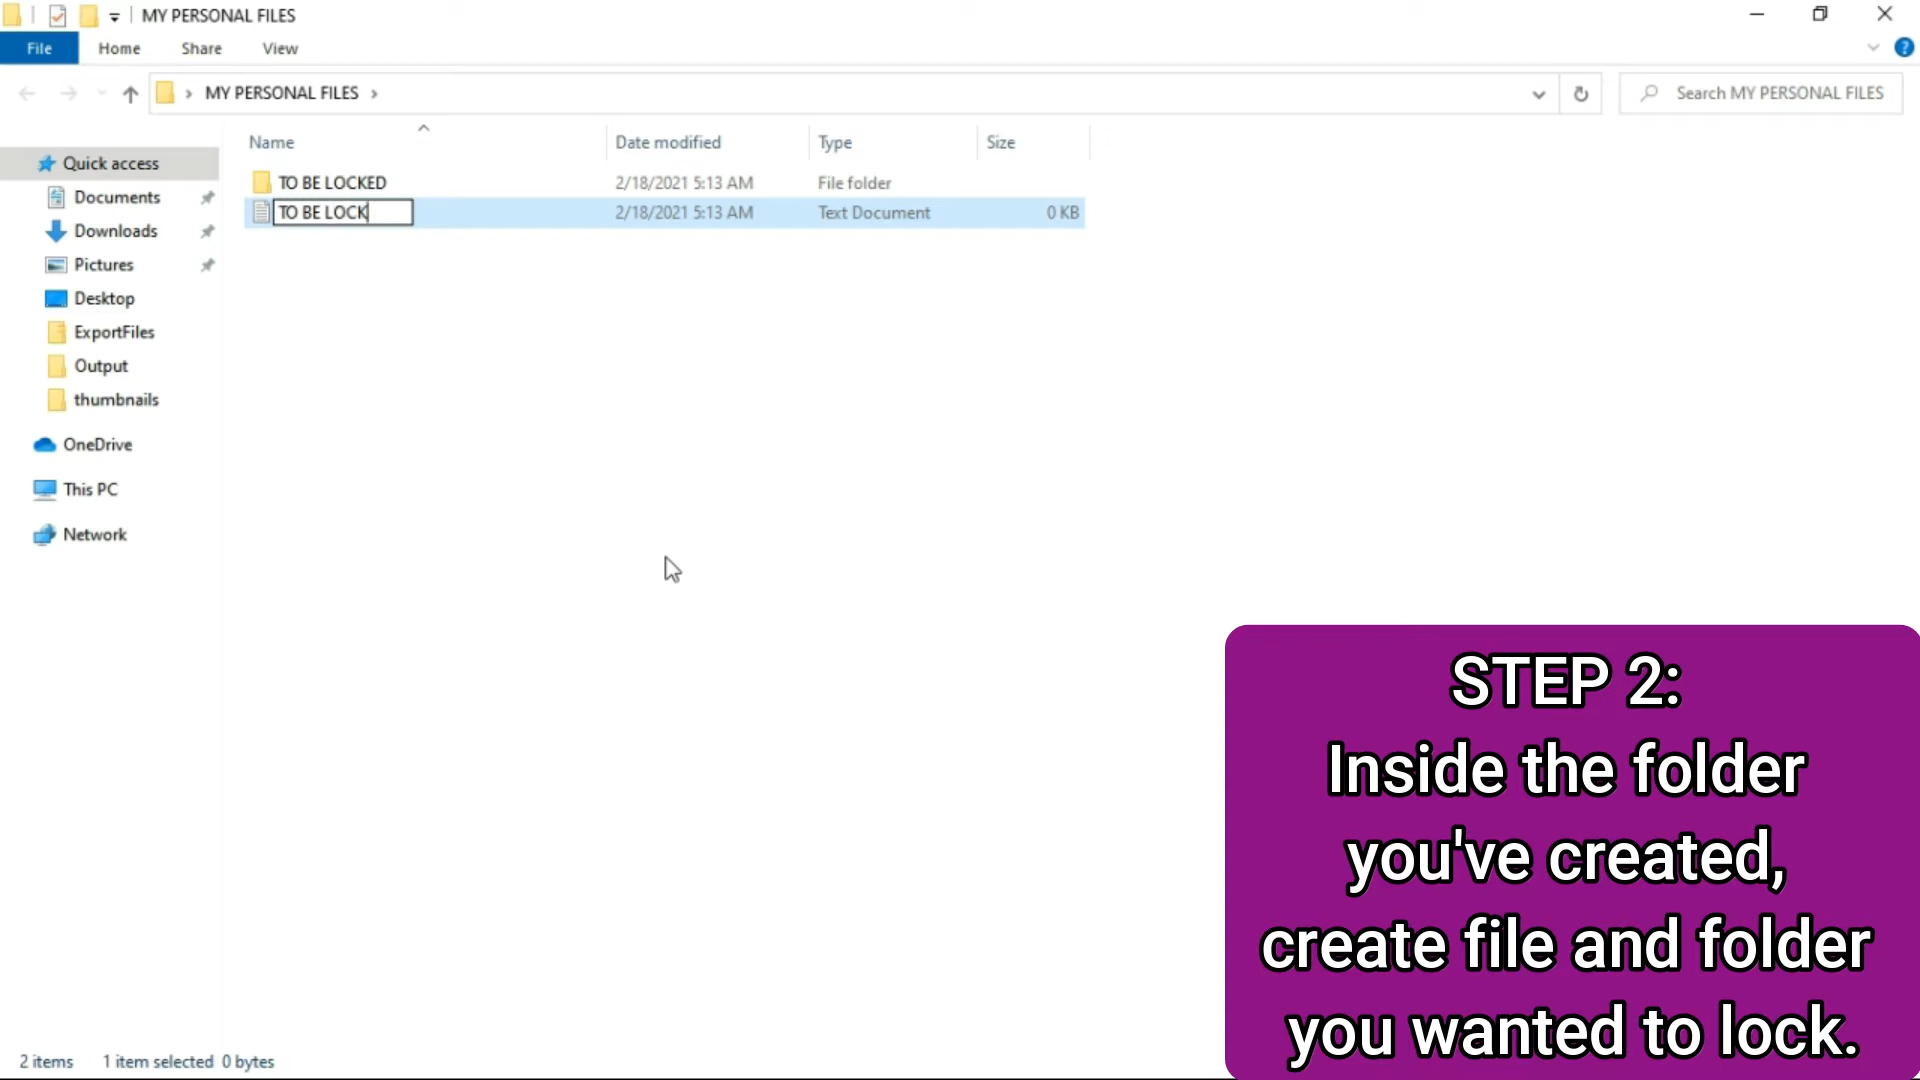 MY PERSONAL FILES
File Home Share View
MY PERSONAL FILES
Search MY PERSONAL FILES
Name Date modified Type Size
TO BE LOCKED 2/18/2021 5:13 AM File folder
TO BE LOCK 2/18/2021 5:13 AM Text Document 0 KB
Quick access
Documents
Downloads
Pictures
Desktop
ExportFiles
Output
thumbnails
OneDrive
This PC
Network
STEP 2:
Inside the folder
you've created,
create file and folder
you wanted to lock.
2 items 1 item selected 0 bytes